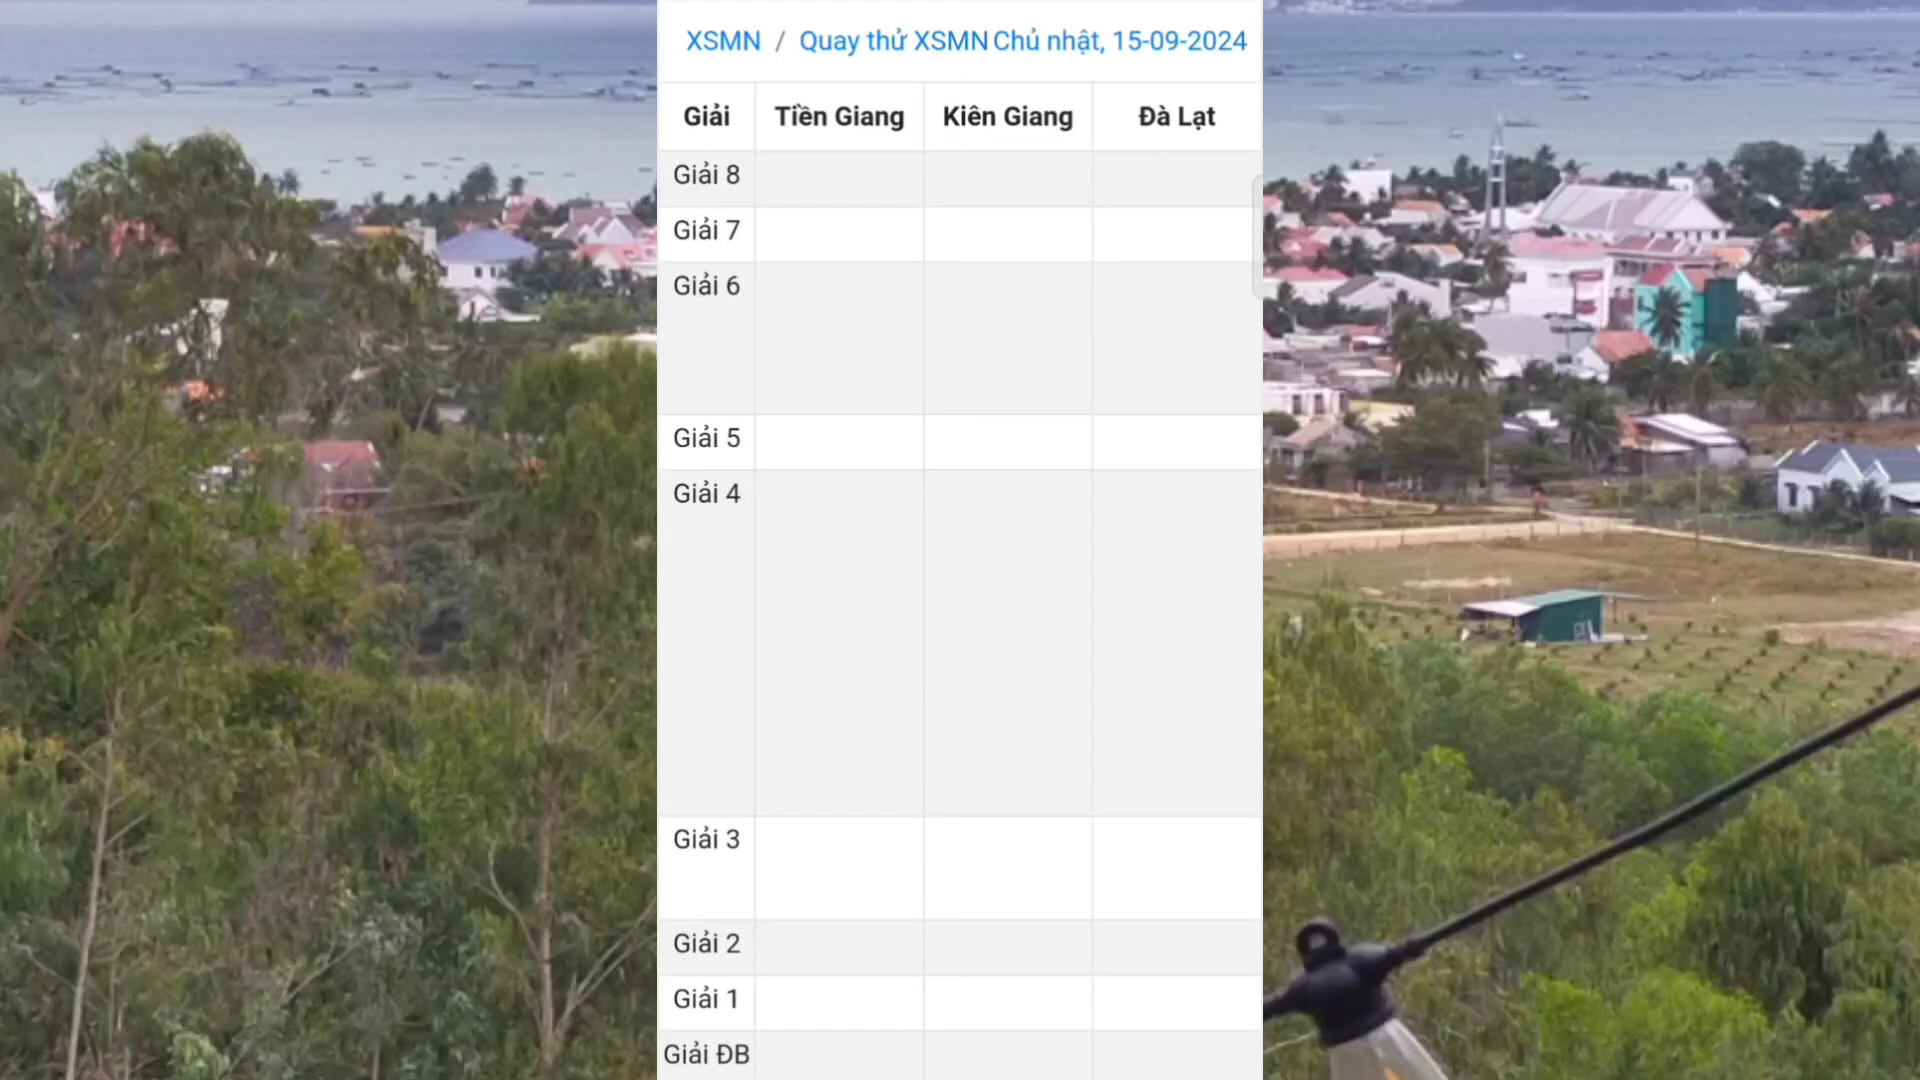 XSMN / Quay thử XSMN Chủ nhật, 15-09-2024
Giải Tiền Giang Kiên Giang Đà Lạt
Giải 8
Giải 7
Giải 6
Giải 5
Giải 4
Giải 3
Giải 2
Giải 1
Giải ĐB